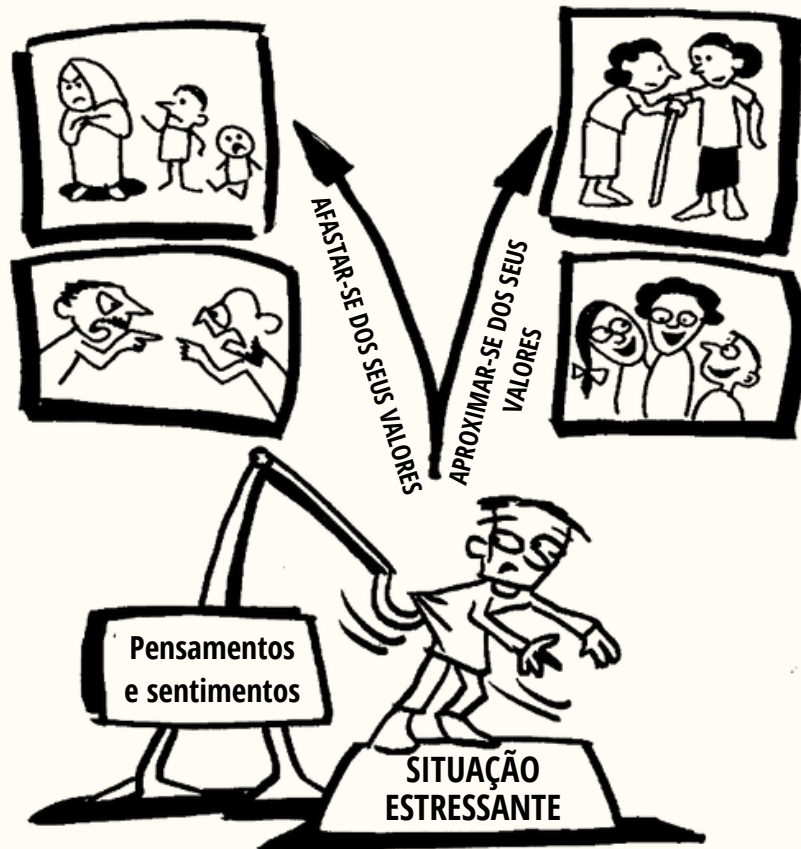 AFASTAR-SE DOS SEUS VALORES
APROXIMAR-SE DOS SEUS
VALORES
Pensamentos
e sentimentos
SITUAÇÃO
ESTRESSANTE